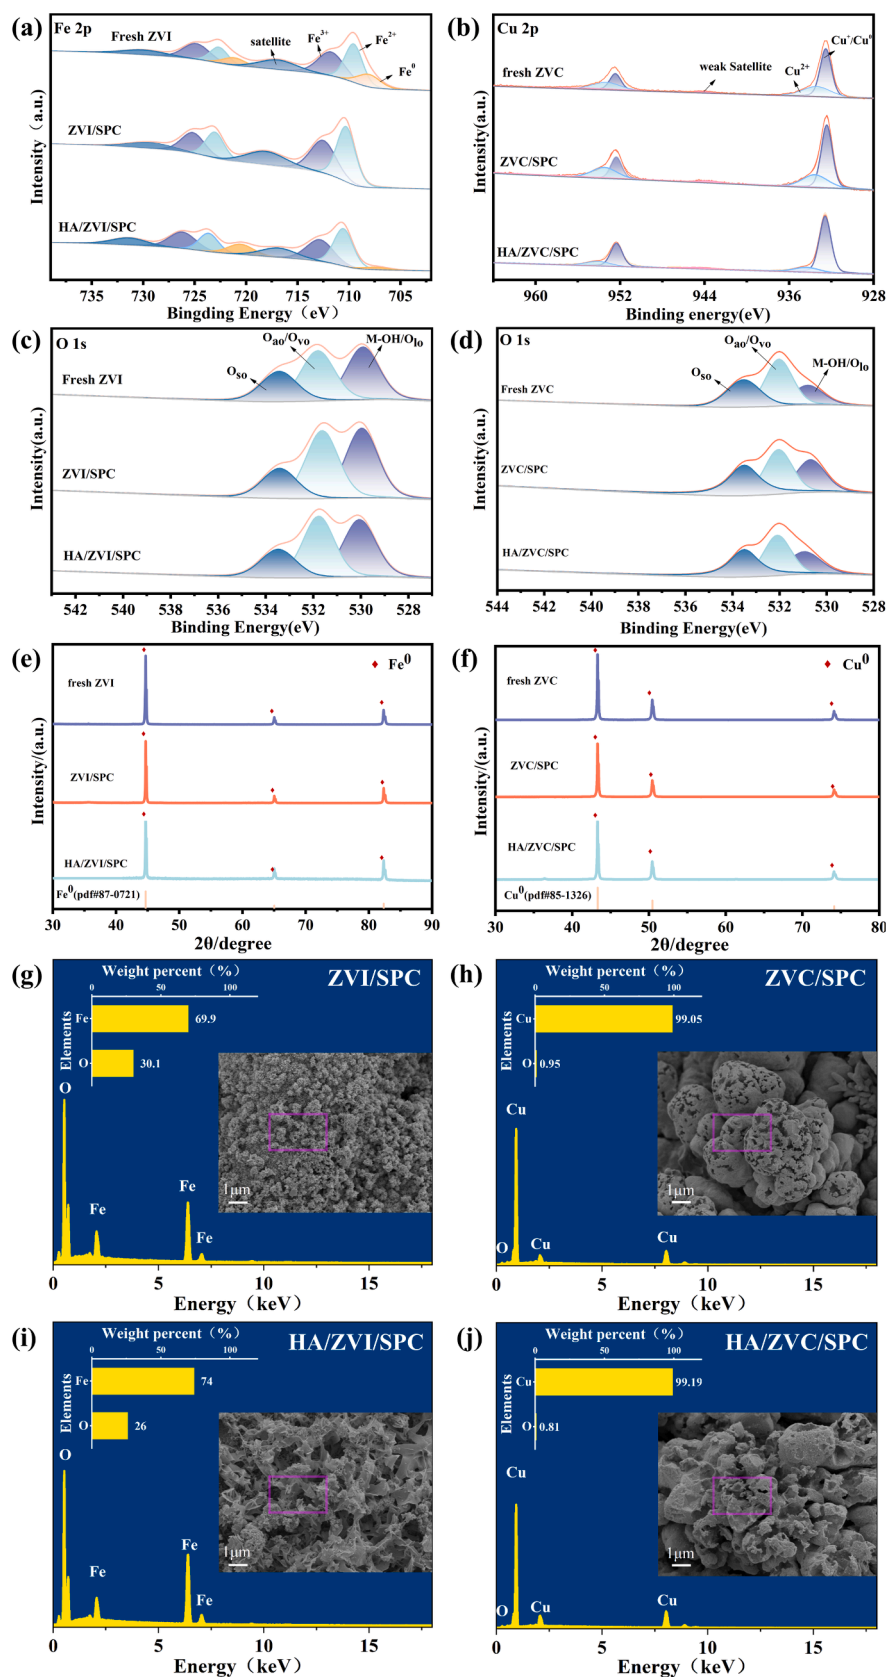 (a)
Fe 2p
Fresh ZVI
satellite
Fe3+
Fe2+
Fe0
ZVI/SPC
HA/ZVI/SPC
Intensity（a.u.)
735 730 725 720 715 710 705
Bingding Energy（eV)
(b)
Cu 2p
fresh ZVC
weak Satellite
Cu2+
Cu+/Cu0
ZVC/SPC
HA/ZVC/SPC
Intensity(a.u.)
960 952 944 936 928
Binding energy(eV)
(c)
O 1s
Fresh ZVI
Oso
Oao/Ovo
M-OH/Olo
ZVI/SPC
HA/ZVI/SPC
Intensity(a.u.)
542 540 538 536 534 532 530 528
Binding Energy(eV)
(d)
O 1s
Fresh ZVC
Oso
Oao/Ovo
M-OH/Olo
ZVC/SPC
HA/ZVC/SPC
Intensity(a.u.)
544 542 540 538 536 534 532 530 528
Binding Energy(eV)
(e)
Fe0
fresh ZVI
ZVI/SPC
HA/ZVI/SPC
Fe0(pdf#87-0721)
Intensity/(a.u.)
20 30 40 50 60 70 80 90
2θ/degree
(f)
Cu0
fresh ZVC
ZVC/SPC
HA/ZVC/SPC
Cu0(pdf#85-1326)
Intensity/(a.u.)
30 40 50 60 70 80
2θ/degree
(g)
Weight percent（%）
ZVI/SPC
0 50 100
Elements
Fe 69.9
O 30.1
O
Fe
Fe
Fe
1μm
0 5 10 15
Energy（keV）
(h)
Weight percent（%）
ZVC/SPC
0 50 100
Elements
Cu 99.05
O 0.95
Cu
O
Cu
Cu
1μm
0 5 10 15
Energy（keV）
(i)
Weight percent（%）
HA/ZVI/SPC
0 50 100
Elements
Fe 74
O 26
O
Fe
Fe
Fe
1μm
0 5 10 15
Energy（keV）
(j)
Weight percent（%）
HA/ZVC/SPC
0 50 100
Elements
Cu 99.19
O 0.81
Cu
O
Cu
Cu
1μm
0 5 10 15
Energy（keV）